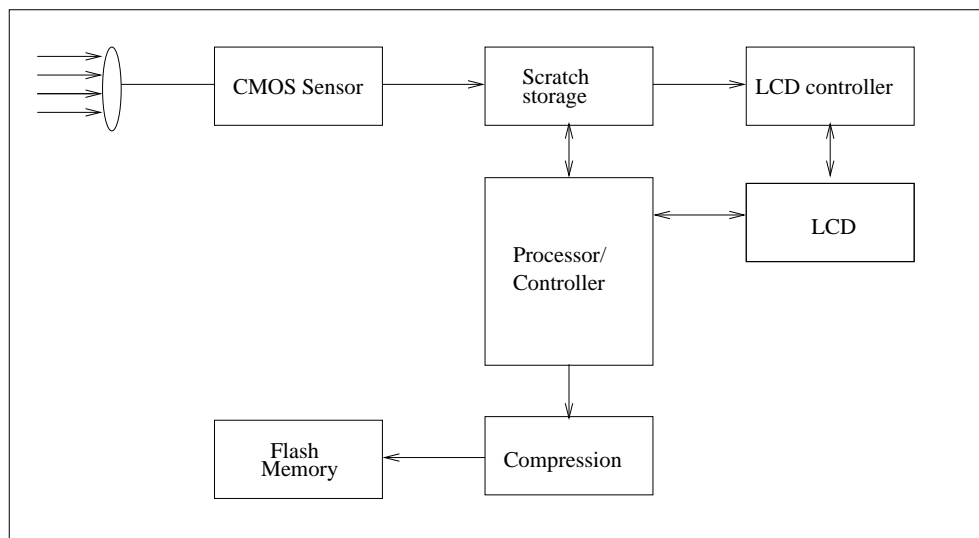 CMOS Sensor
Scratch
storage
LCD controller
LCD
Processor/
Controller
Compression
Flash
Memory